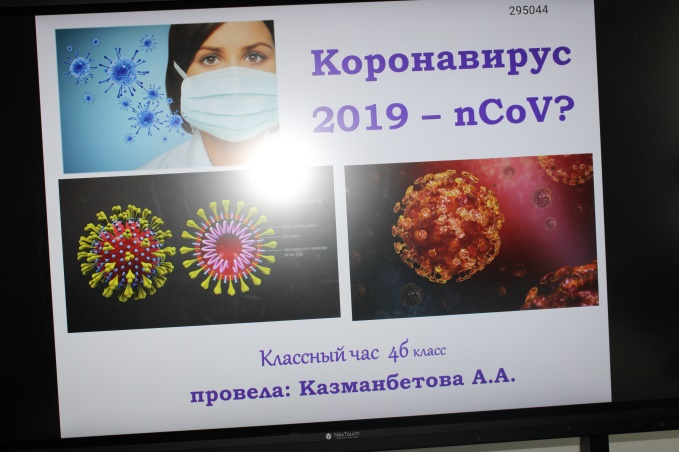 295044
Коронавирус
2019 – nCoV?
Классный час 4б класс
провела: Казманбетова А.А.
NexTouch